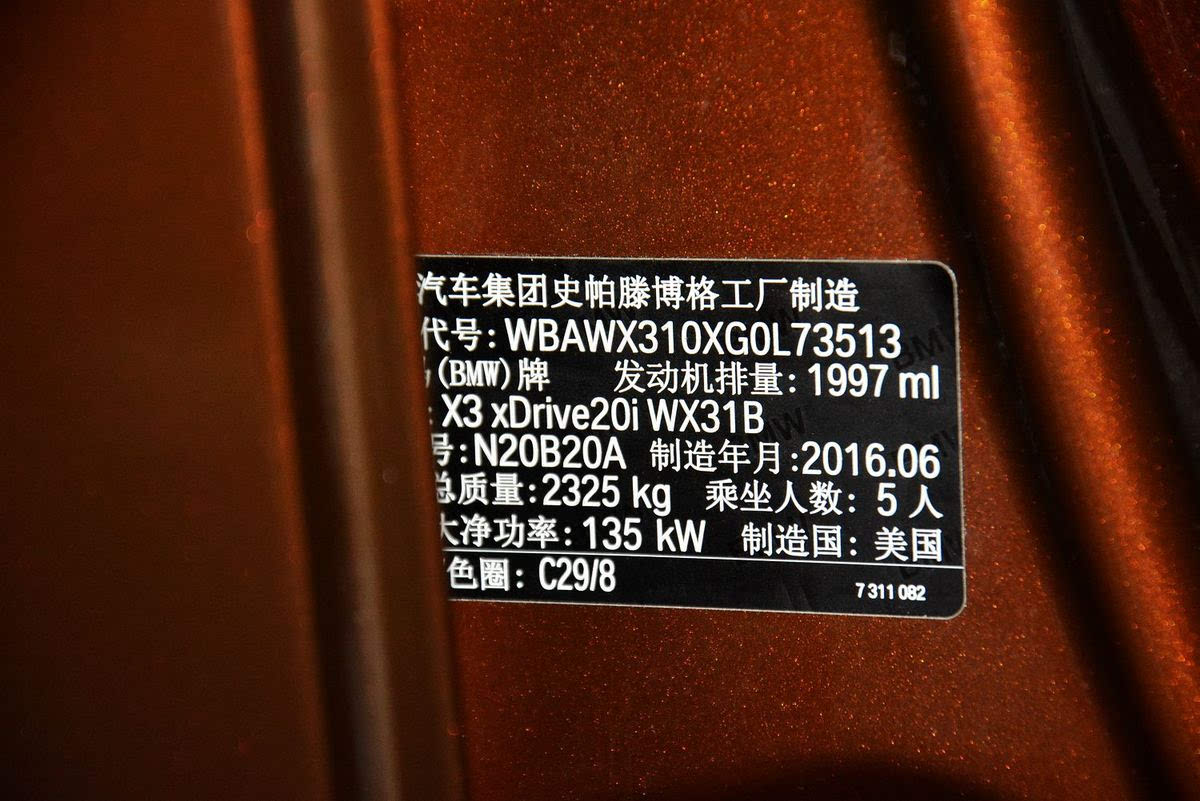 汽车集团史帕滕博格工厂制造
代号: WBAWX310XG0L73513
(BMW)牌 发动机排量: 1997 ml
: X3 xDrive20i WX31B
号: N20B20A 制造年月: 2016.06
总质量: 2325 kg 乘坐人数: 5 人
大净功率: 135 kW 制造国: 美国
色圈: C29/8 7 311 082